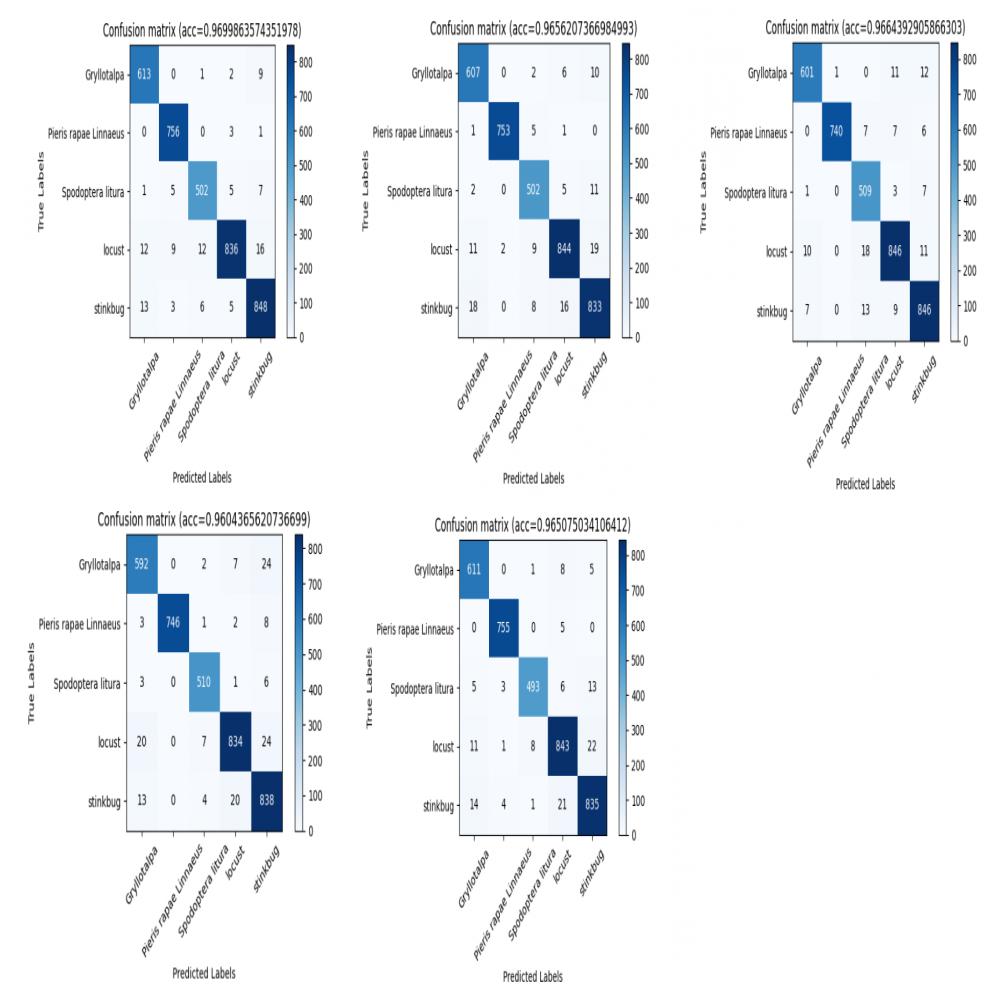 Confusion matrix (acc=0.9699863574351978)
Gryllotalpa 613 0 1 2 9
Pieris rapae Linnaeus 0 756 0 3 1
Spodoptera litura 1 5 502 5 7
locust 12 9 12 836 16
stinkbug 13 3 6 5 848
True Labels
800
700
600
500
400
300
200
100
0
Gryllotalpa
Pieris rapae Linnaeus
Spodoptera litura
locust
stinkbug
Predicted Labels
Confusion matrix (acc=0.9656207366984993)
Gryllotalpa 607 0 2 6 10
Pieris rapae Linnaeus 1 753 5 1 0
Spodoptera litura 2 0 502 5 11
locust 11 2 9 844 19
stinkbug 18 0 8 16 833
True Labels
800
700
600
500
400
300
200
100
0
Gryllotalpa
Pieris rapae Linnaeus
Spodoptera litura
locust
stinkbug
Predicted Labels
Confusion matrix (acc=0.9664392905866303)
Gryllotalpa 601 1 0 11 12
Pieris rapae Linnaeus 0 740 7 7 6
Spodoptera litura 1 0 509 3 7
locust 10 0 18 846 11
stinkbug 7 0 13 9 846
True Labels
800
700
600
500
400
300
200
100
0
Gryllotalpa
Pieris rapae Linnaeus
Spodoptera litura
locust
stinkbug
Predicted Labels
Confusion matrix (acc=0.9604365620736699)
Gryllotalpa 592 0 2 7 24
Pieris rapae Linnaeus 3 746 1 2 8
Spodoptera litura 3 0 510 1 6
locust 20 0 7 834 24
stinkbug 13 0 4 20 838
True Labels
800
700
600
500
400
300
200
100
0
Gryllotalpa
Pieris rapae Linnaeus
Spodoptera litura
locust
stinkbug
Predicted Labels
Confusion matrix (acc=0.965075034106412)
Gryllotalpa 611 0 1 8 5
Pieris rapae Linnaeus 0 755 0 5 0
Spodoptera litura 5 3 493 6 13
locust 11 1 8 843 22
stinkbug 14 4 1 21 835
True Labels
800
700
600
500
400
300
200
100
0
Gryllotalpa
Pieris rapae Linnaeus
Spodoptera litura
locust
stinkbug
Predicted Labels